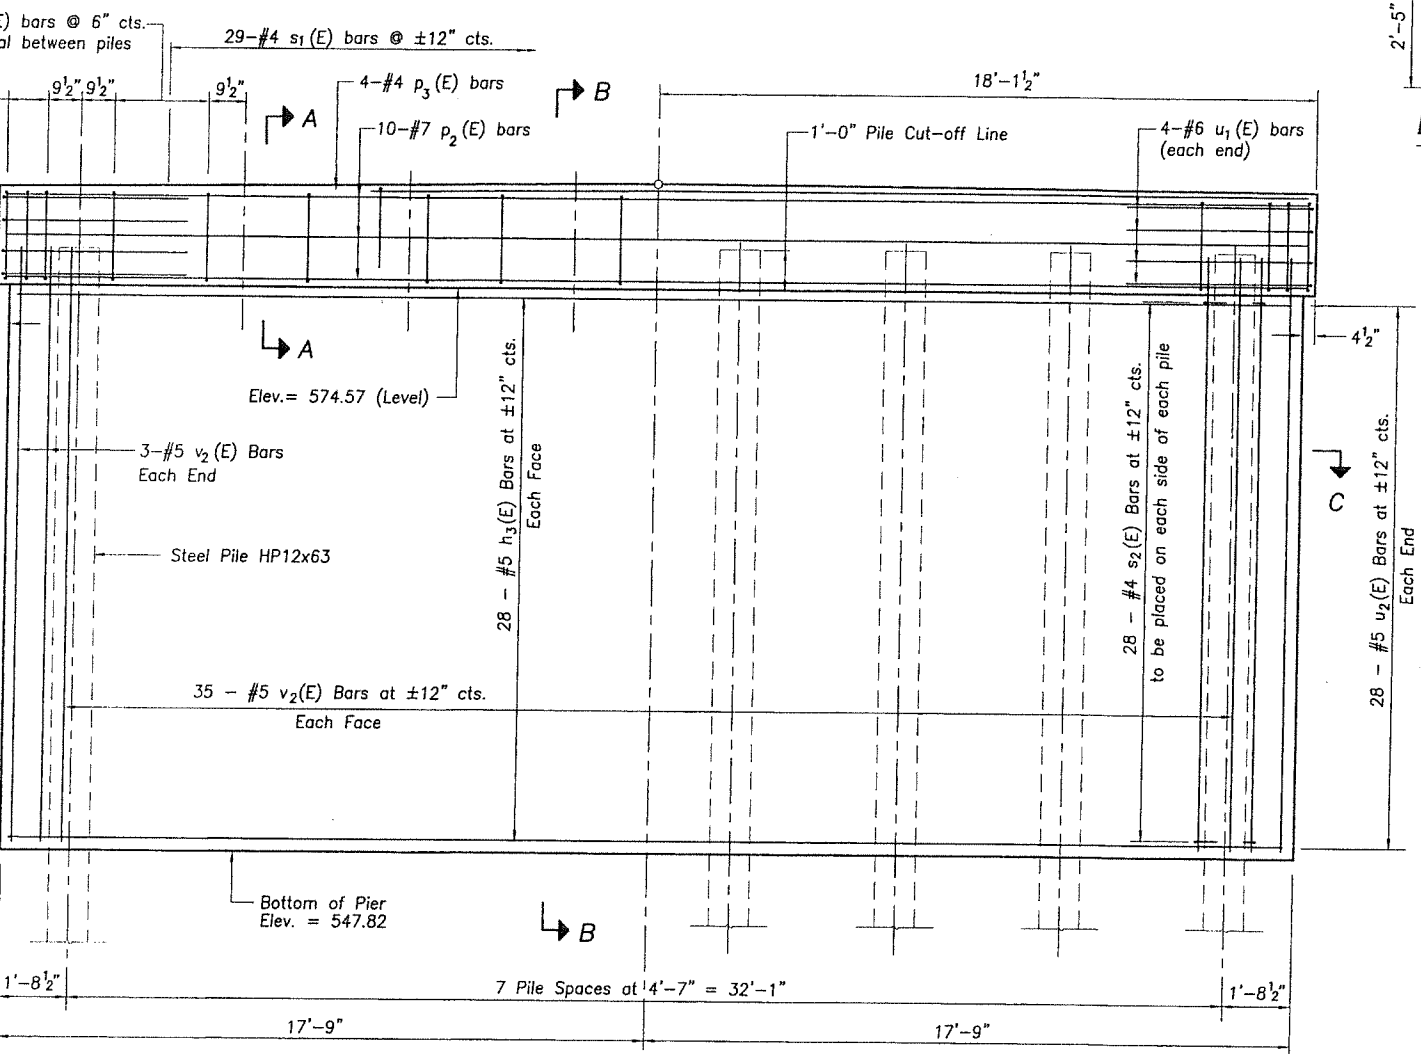 E) bars @ 6" cts.
al between piles
29-#4 s1(E) bars @ ±12" cts.
9½" 9½"
9½"
4-#4 p3(E) bars
10-#7 p2(E) bars
A
B
18'-1½"
2'-5"
1'-0" Pile Cut-off Line
4-#6 u1(E) bars
(each end)
A
Elev.= 574.57 (Level)
4½"
3-#5 v2(E) Bars
Each End
Steel Pile HP12x63
28 - #5 h3(E) Bars at ±12" cts.
Each Face
28 - #4 s2(E) Bars at ±12" cts.
to be placed on each side of each pile
C
28 - #5 u2(E) Bars at ±12" cts.
Each End
35 - #5 v2(E) Bars at ±12" cts.
Each Face
Bottom of Pier
Elev. = 547.82
B
1'-8½"
7 Pile Spaces at 4'-7" = 32'-1"
1'-8½"
17'-9"
17'-9"